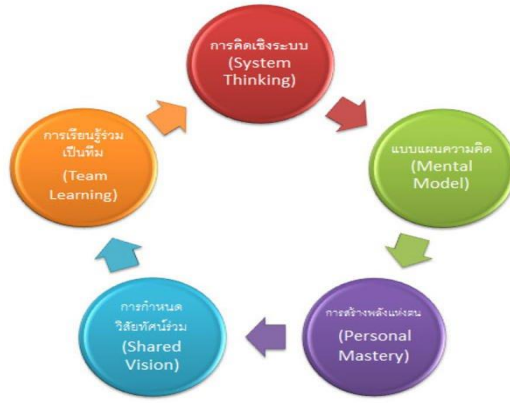 การคิดเชิงระบบ
(System
Thinking)
แบบแผนความคิด
(Mental
Model)
การสร้างพลังแห่งตน
(Personal
Mastery)
การกำหนด
วิสัยทัศน์ร่วม
(Shared
Vision)
การเรียนรู้ร่วม
เป็นทีม
(Team
Learning)